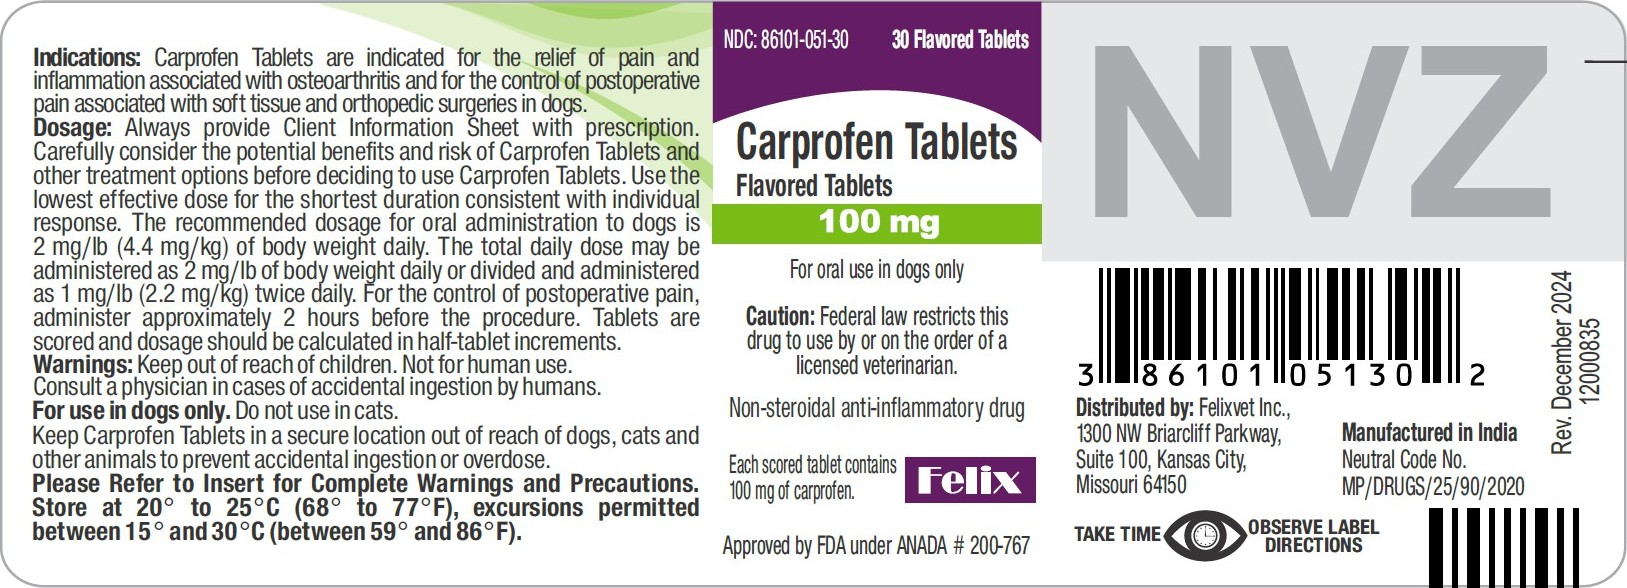 Indications: Carprofen Tablets are indicated for the relief of pain and
inflammation associated with osteoarthritis and for the control of postoperative
pain associated with soft tissue and orthopedic surgeries in dogs.
Dosage: Always provide Client Information Sheet with prescription.
Carefully consider the potential benefits and risk of Carprofen Tablets and
other treatment options before deciding to use Carprofen Tablets. Use the
lowest effective dose for the shortest duration consistent with individual
response. The recommended dosage for oral administration to dogs is
2 mg/lb (4.4 mg/kg) of body weight daily. The total daily dose may be
administered as 2 mg/lb of body weight daily or divided and administered
as 1 mg/lb (2.2 mg/kg) twice daily. For the control of postoperative pain,
administer approximately 2 hours before the procedure. Tablets are
scored and dosage should be calculated in half-tablet increments.
Warnings: Keep out of reach of children. Not for human use.
Consult a physician in cases of accidental ingestion by humans.
For use in dogs only. Do not use in cats.
Keep Carprofen Tablets in a secure location out of reach of dogs, cats and
other animals to prevent accidental ingestion or overdose.
Please Refer to Insert for Complete Warnings and Precautions.
Store at 20° to 25°C (68° to 77°F), excursions permitted
between 15° and 30°C (between 59° and 86°F).
NDC: 86101-051-30 30 Flavored Tablets
Carprofen Tablets
Flavored Tablets
100 mg
For oral use in dogs only
Caution: Federal law restricts this
drug to use by or on the order of a
licensed veterinarian.
Non-steroidal anti-inflammatory drug
Each scored tablet contains
100 mg of carprofen.
Felix
Approved by FDA under ANADA # 200-767
NVZ
3 86101 05130 2
Distributed by: Felixvet Inc.,
1300 NW Briarcliff Parkway,
Suite 100, Kansas City,
Missouri 64150
Manufactured in India
Neutral Code No.
MP/DRUGS/25/90/2020
TAKE TIME OBSERVE LABEL
DIRECTIONS
Rev. December 2024
12000835